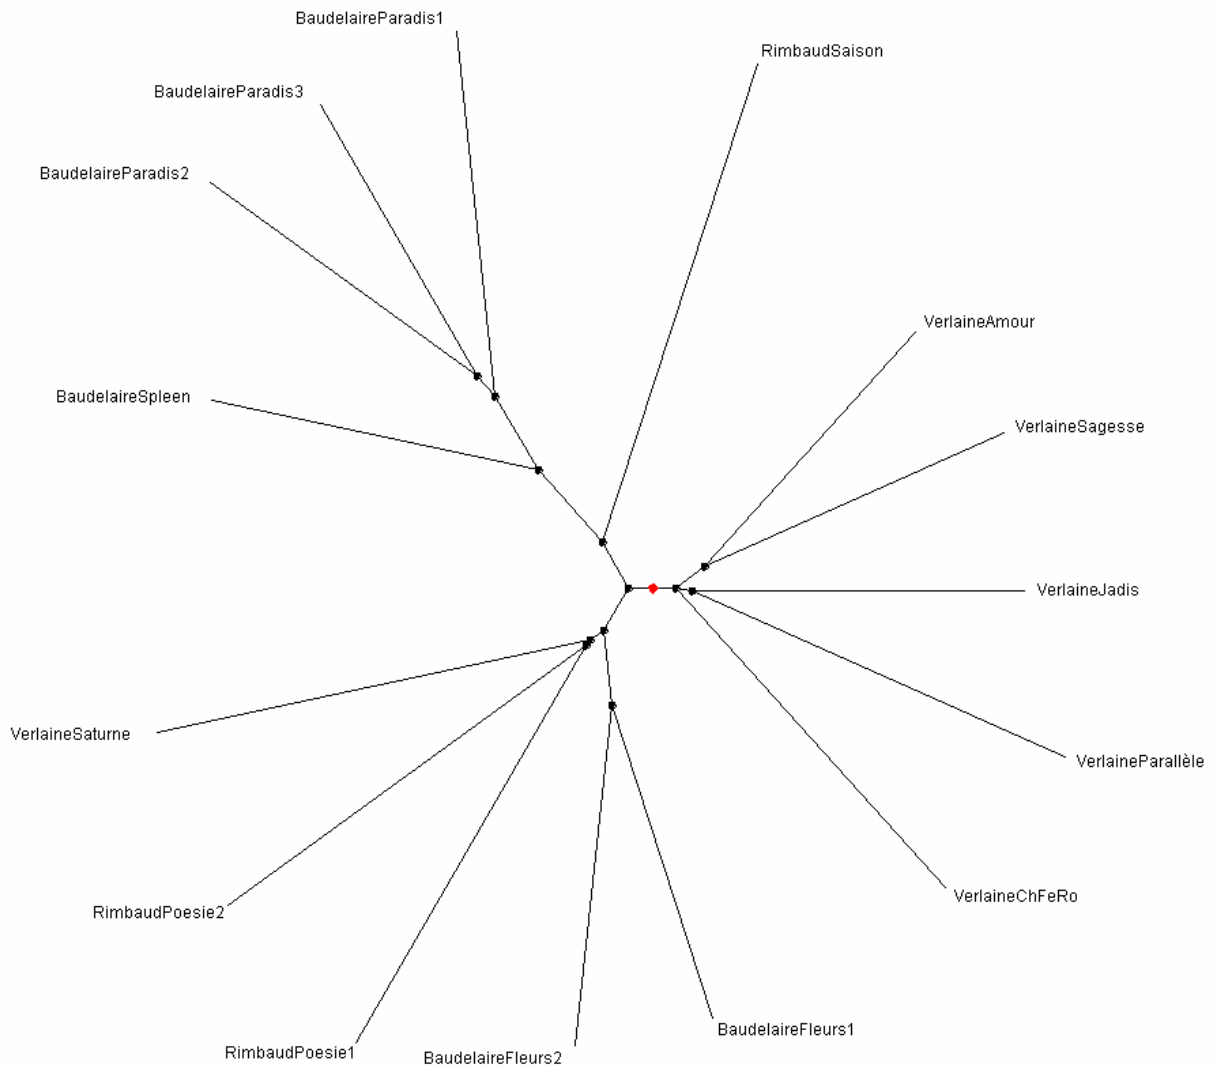 BaudelaireParadis1
RimbaudSaison
BaudelaireParadis3
BaudelaireParadis2
VerlaineAmour
BaudelaireSpleen
VerlaineSagesse
VerlaineJadis
VerlaineSaturne
VerlaineParallèle
VerlaineChFeRo
RimbaudPoesie2
BaudelaireFleurs1
RimbaudPoesie1
BaudelaireFleurs2